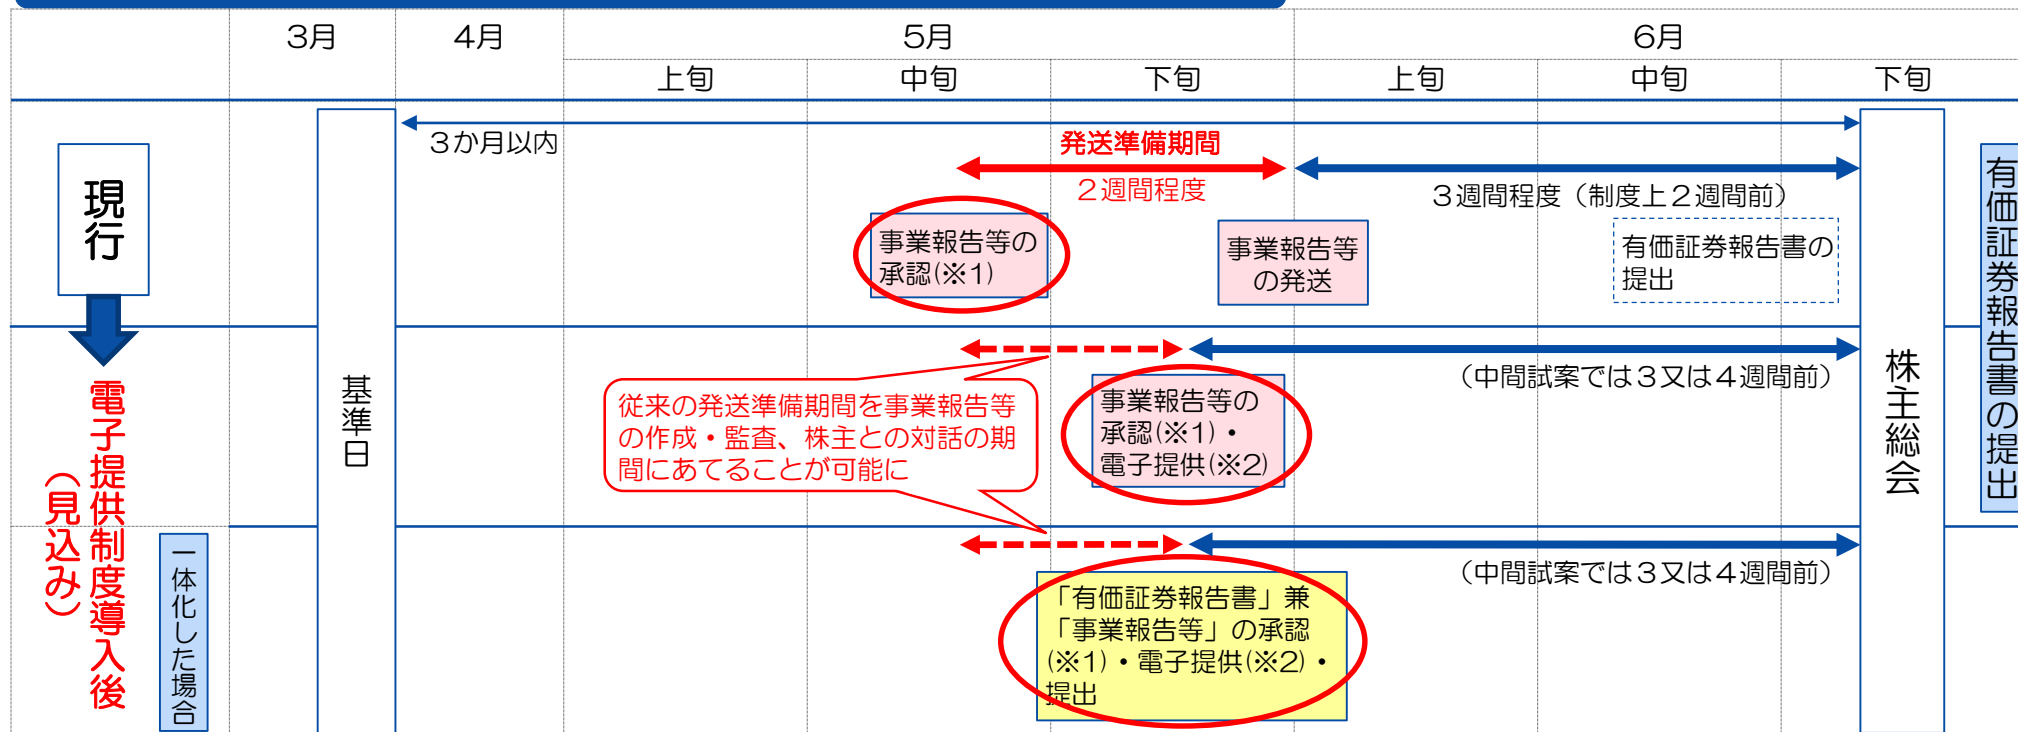 3月
4月
5月
6月
上旬
中旬
下旬
上旬
中旬
下旬
現行
電子提供制度導入後
（見込み）
一体化した場合
基準日
株主総会
有価証券報告書の提出
３か月以内
発送準備期間
２週間程度
３週間程度（制度上２週間前）
事業報告等の
承認(※1)
事業報告等
の発送
有価証券報告書の
提出
（中間試案では３又は４週間前）
従来の発送準備期間を事業報告等
の作成・監査、株主との対話の期
間にあてることが可能に
事業報告等の
承認(※1)・
電子提供(※2)
（中間試案では３又は４週間前）
「有価証券報告書」兼
「事業報告等」の承認
(※1)・電子提供(※2)・
提出